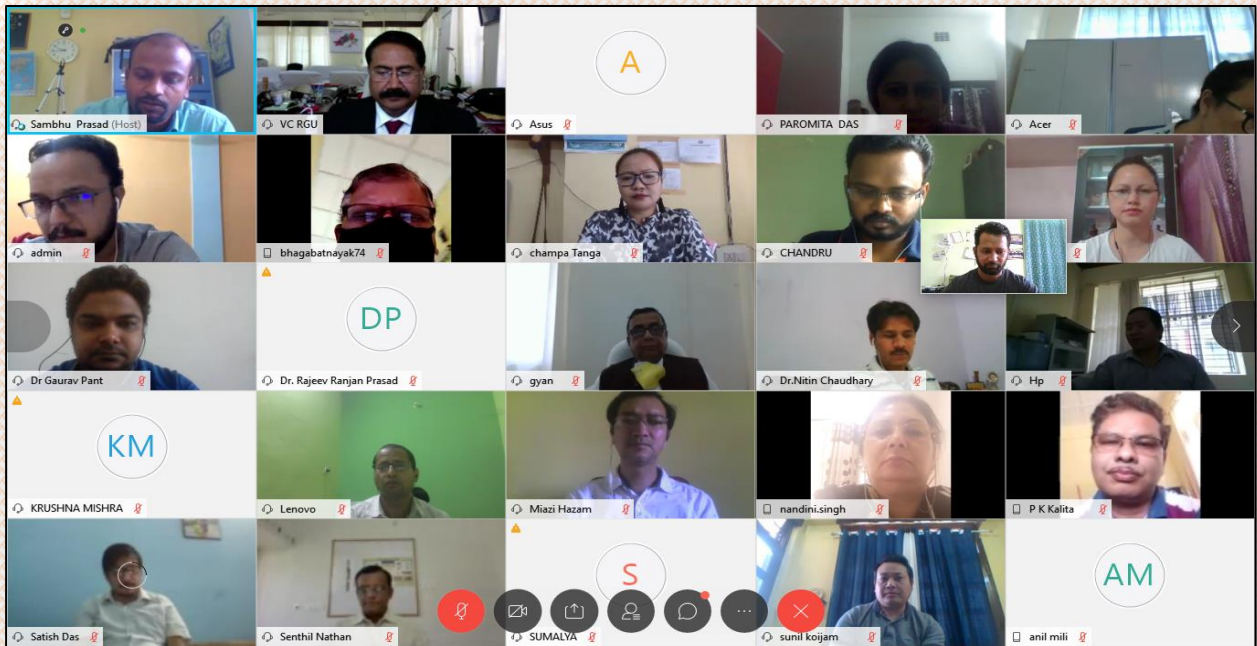 Sambhu Prasad (Host)
VC RGU
A
Asus
PAROMITA DAS
Acer
admin
bhagabatnayak74
champa Tanga
CHANDRU
Dr Gaurav Pant
DP
Dr. Rajeev Ranjan Prasad
gyan
Dr.Nitin Chaudhary
Hp
KM
KRUSHNA MISHRA
Lenovo
Miazi Hazam
nandini.singh
P K Kalita
Satish Das
Senthil Nathan
S
SUMALYA
sunil koijam
AM
anil mili